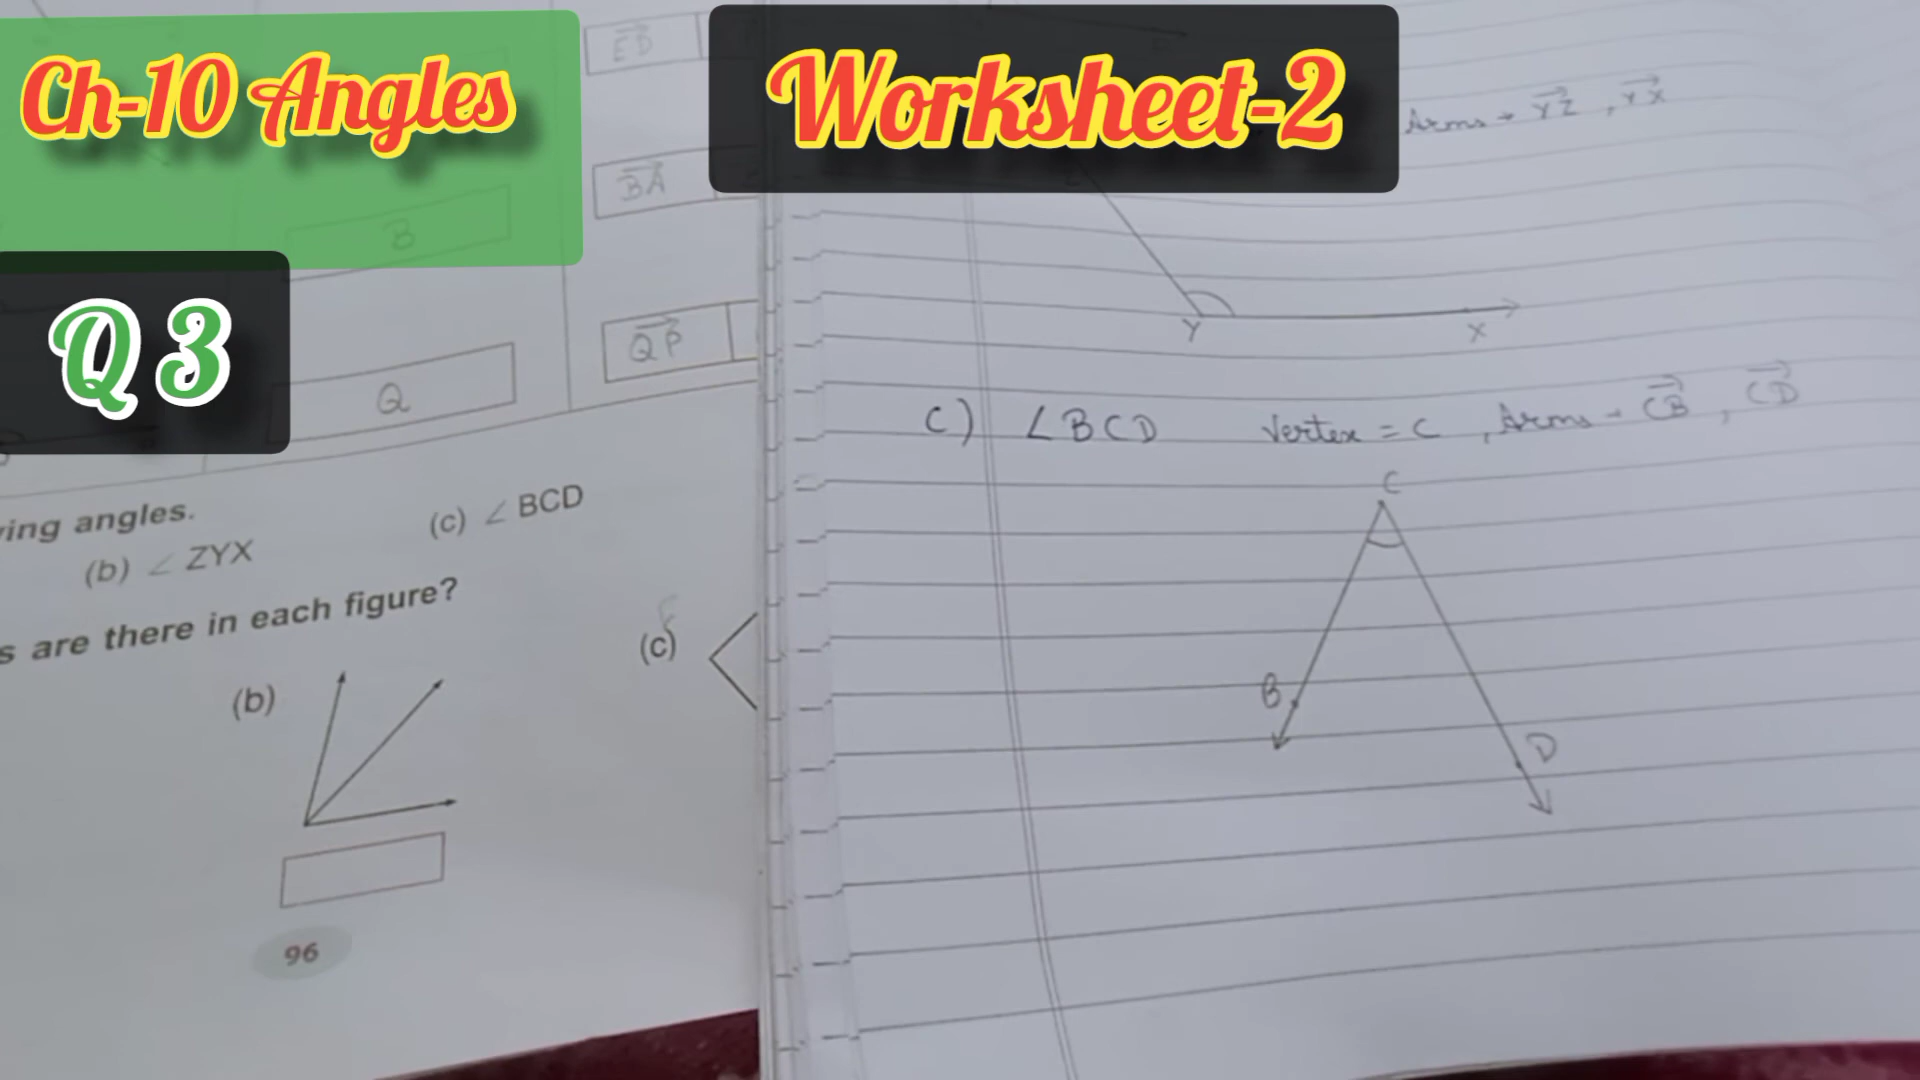 Ch-10 Angles
Worksheet-2
Q 3
ED
BA
B
QP
Q
ving angles.
(b) ∠ ZYX
(c) ∠ BCD
s are there in each figure?
(b)
(c)
96
Arms → YZ , YX
Y
X
C) ∠BCD Vertex = C , Arms → CB , CD
C
B
D